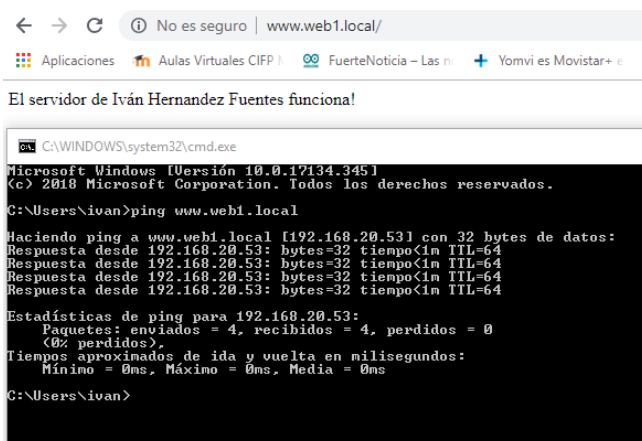 No es seguro | www.web1.local/
Aplicaciones Aulas Virtuales CIFP FuerteNoticia – Las n Yomvi es Movistar+ e
El servidor de Iván Hernandez Fuentes funciona!
C:\WINDOWS\system32\cmd.exe
Microsoft Windows [Versión 10.0.17134.345]
(c) 2018 Microsoft Corporation. Todos los derechos reservados.
C:\Users\ivan>ping www.web1.local
Haciendo ping a www.web1.local [192.168.20.53] con 32 bytes de datos:
Respuesta desde 192.168.20.53: bytes=32 tiempo<1m TTL=64
Respuesta desde 192.168.20.53: bytes=32 tiempo<1m TTL=64
Respuesta desde 192.168.20.53: bytes=32 tiempo<1m TTL=64
Respuesta desde 192.168.20.53: bytes=32 tiempo<1m TTL=64
Estadísticas de ping para 192.168.20.53:
Paquetes: enviados = 4, recibidos = 4, perdidos = 0
(0% perdidos),
Tiempos aproximados de ida y vuelta en milisegundos:
Mínimo = 0ms, Máximo = 0ms, Media = 0ms
C:\Users\ivan>